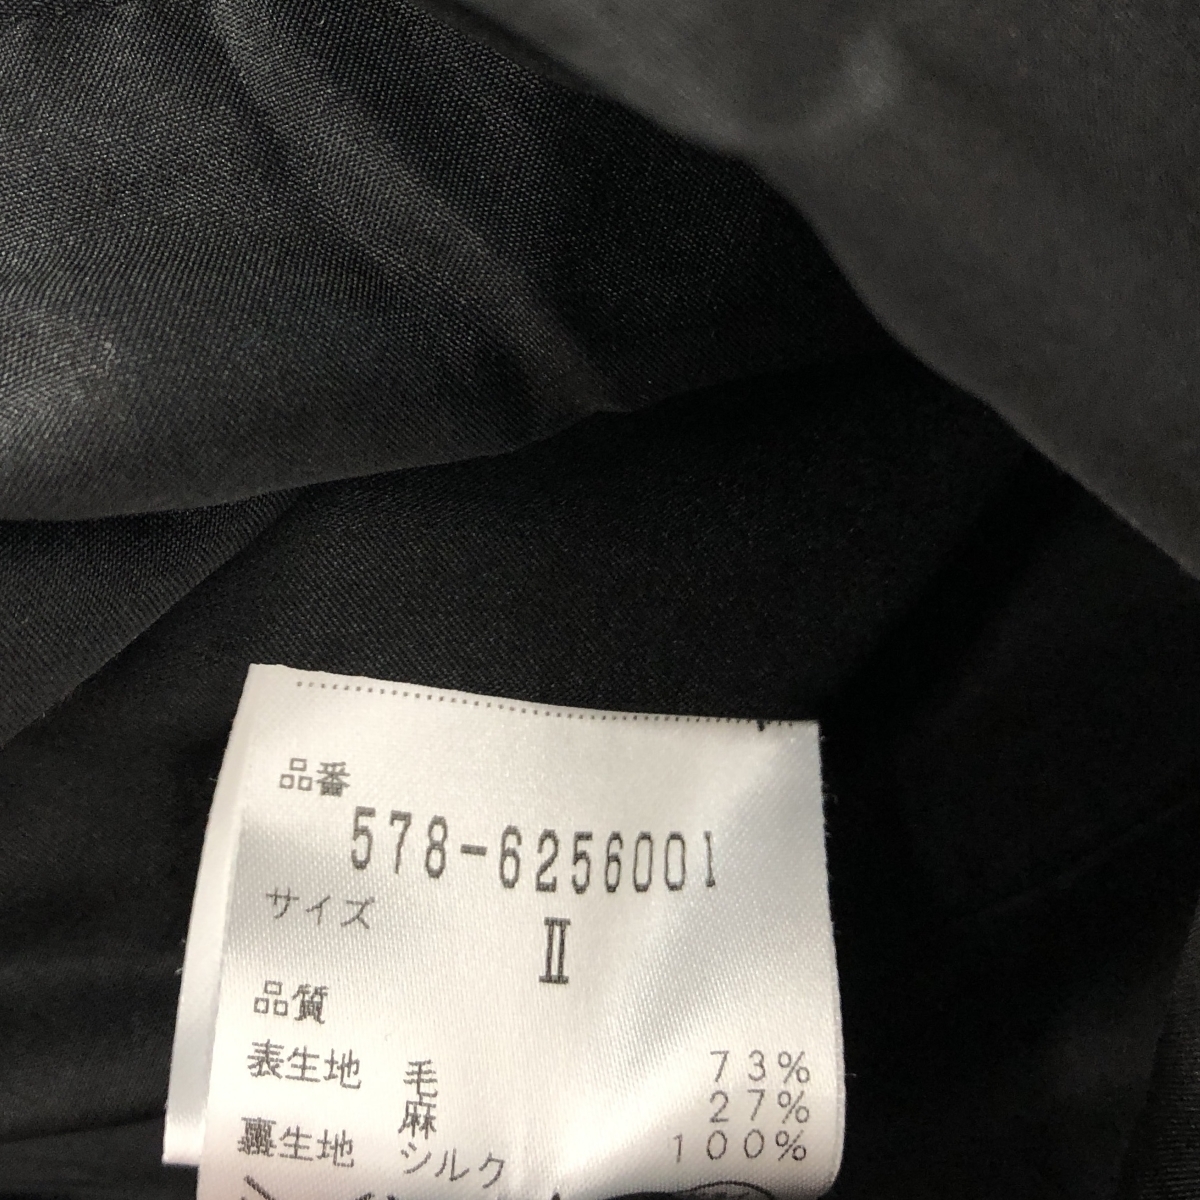 品番
578-6256001
サイズ
Ⅱ
品質
表生地 毛 73%
麻 27%
裏生地 シルク 100%